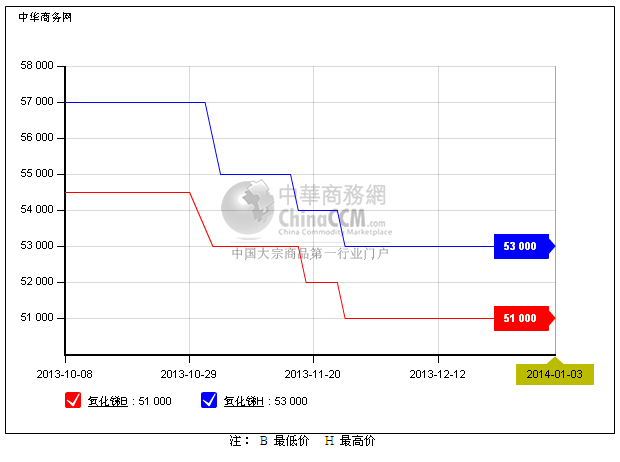 中华商务网
58 000
57 000
56 000
55 000
54 000
53 000
52 000
51 000
中華商務網
ChinaCCM.com
China Commodity Marketplace
中国大宗商品第一行业门户
53 000
51 000
2013-10-08 2013-10-29 2013-11-20 2013-12-12 2014-01-03
氧化锑B : 51 000 氧化锑H : 53 000
注： B 最低价 H 最高价